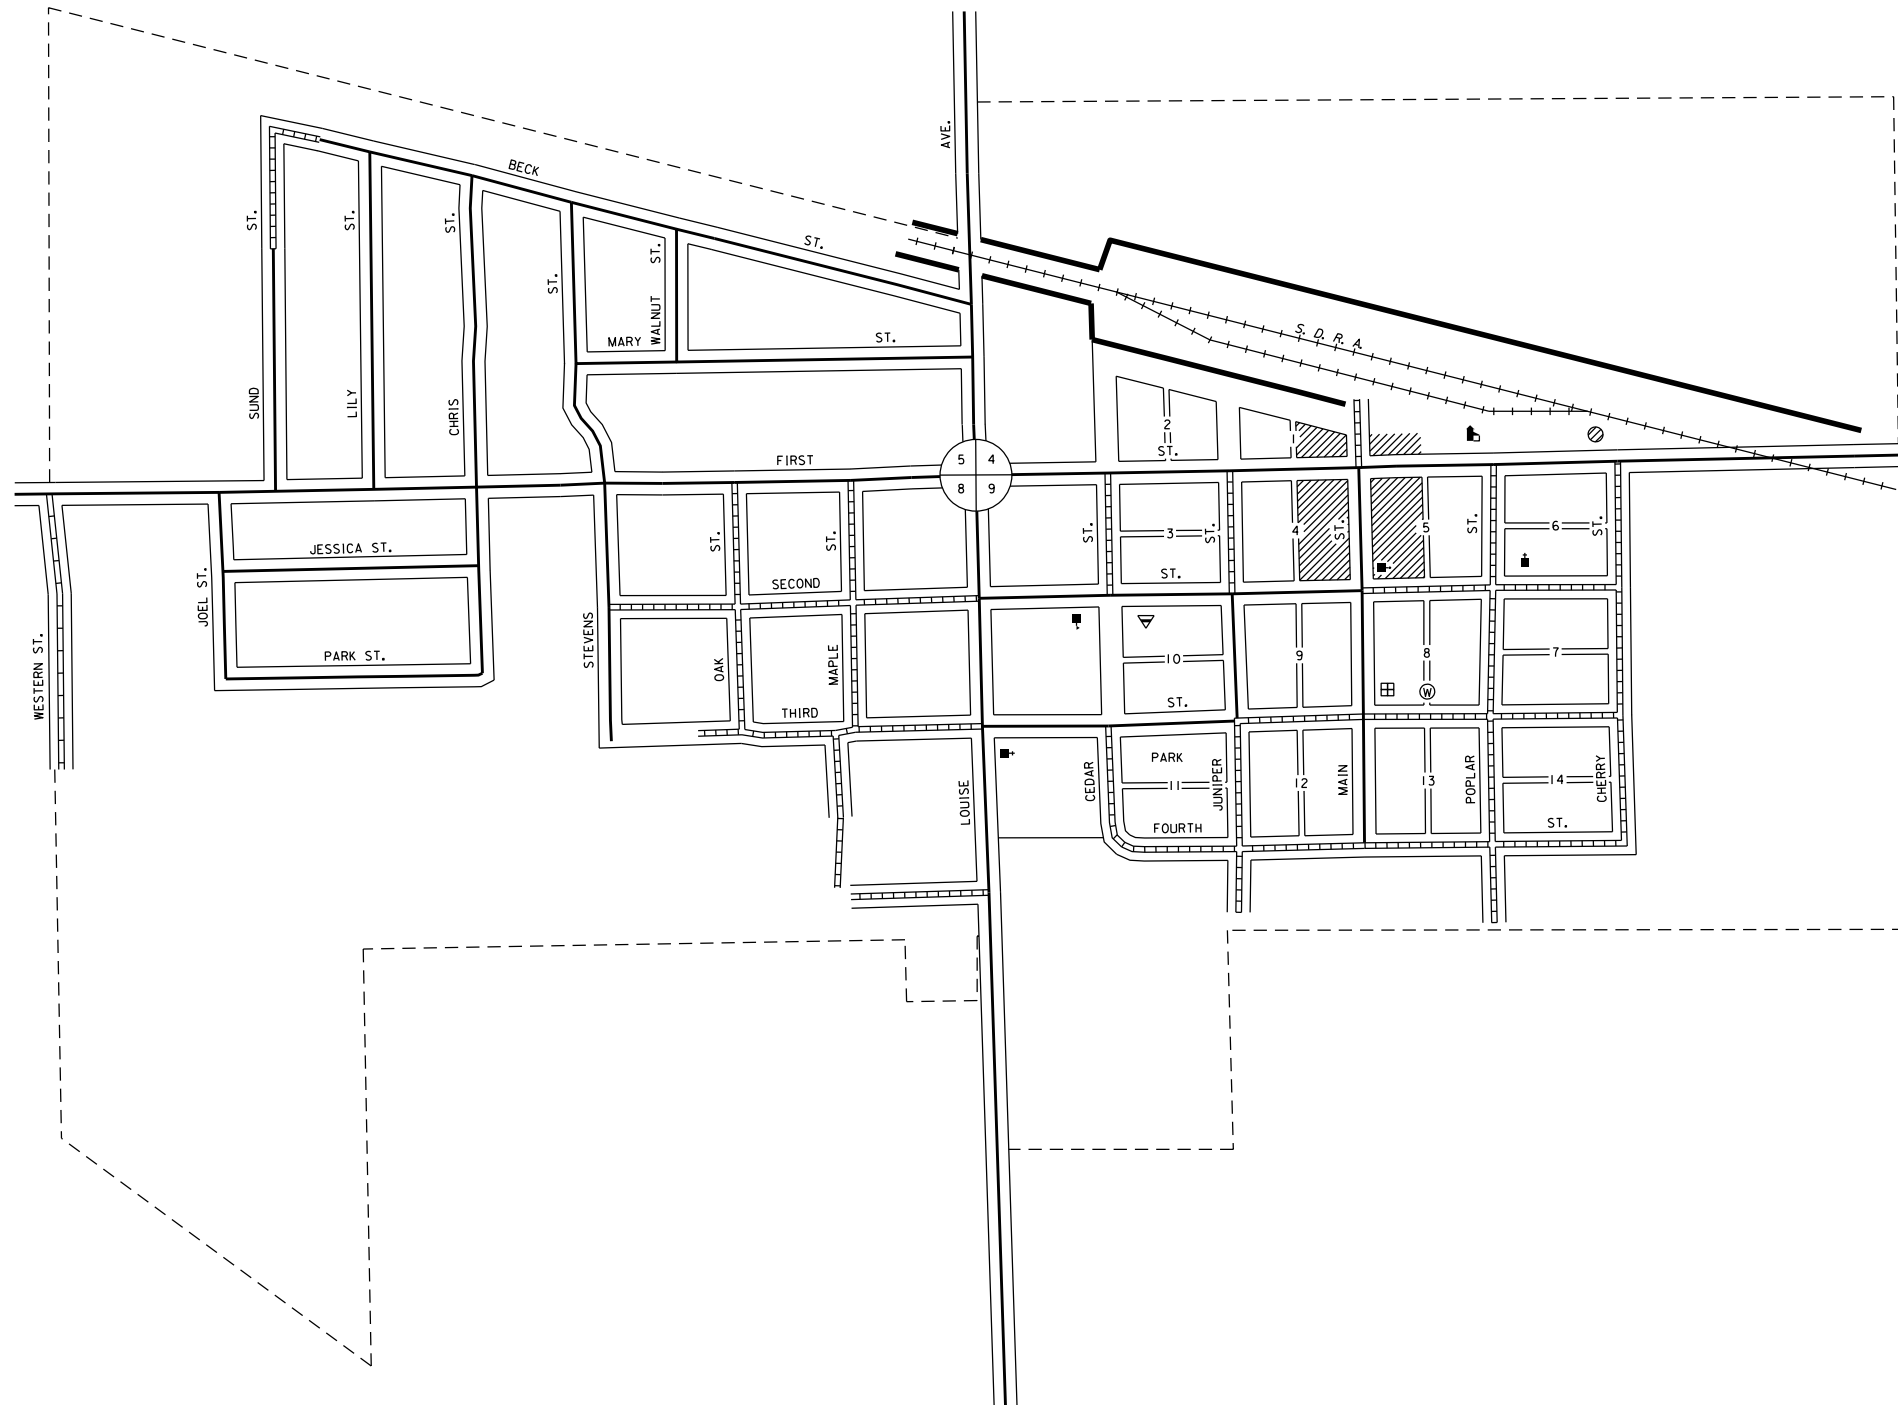 AVE.
BECK
ST.
ST.
ST.
ST.
ST.
ST.
SUND
LILY
CHRIS
MARY
WALNUT
ST.
ST.
S. D. R. A.
FIRST
5 4
8 9
2
ST.
ST.
ST.
ST.
3
ST.
4
ST.
5
ST.
6
ST.
JESSICA ST.
SECOND
ST.
JOEL ST.
WESTERN ST.
PARK ST.
STEVENS
OAK
MAPLE
THIRD
10
ST.
9
8
W
7
LOUISE
CEDAR
PARK
11
JUNIPER
12
MAIN
13
POPLAR
14
CHERRY
FOURTH
ST.